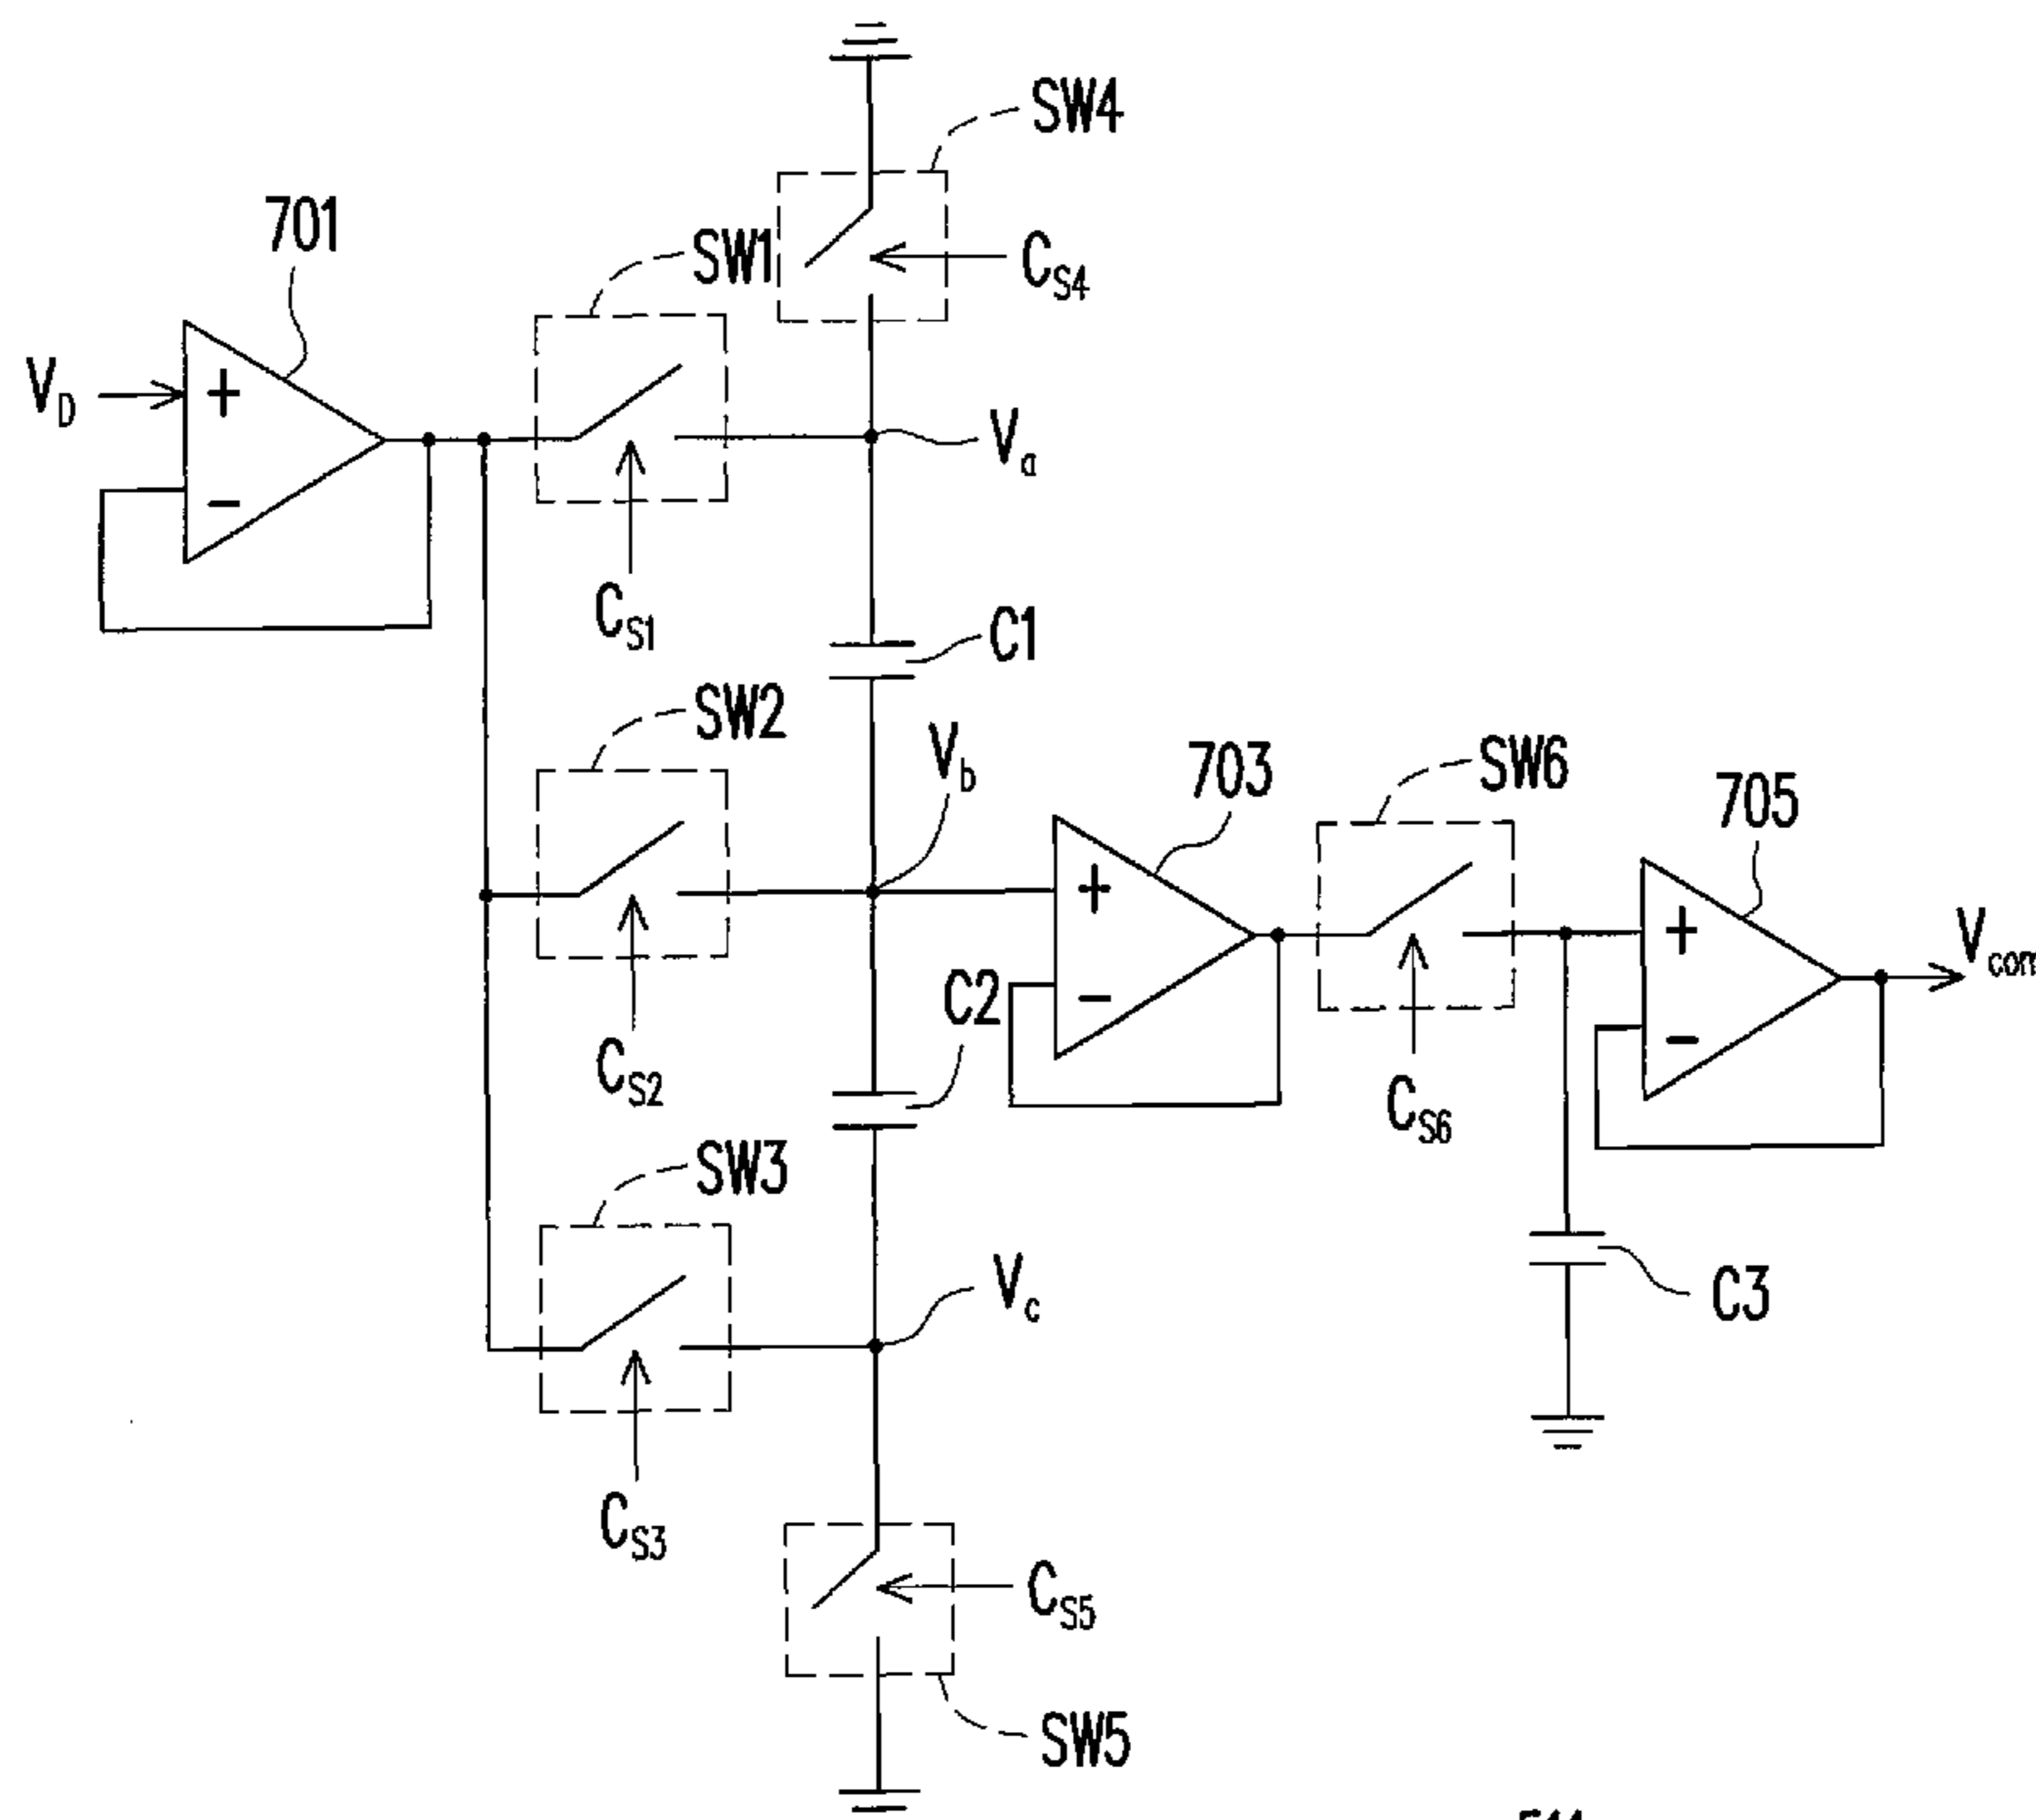 SW4
701
SW1
C_S4
V_D
+
V_a
-
C_S1
C1
SW2
V_b
703
SW6
705
+
+
V_com
C2
-
-
C_S2
C_S6
SW3
V_c
C3
C_S3
C_S5
SW5